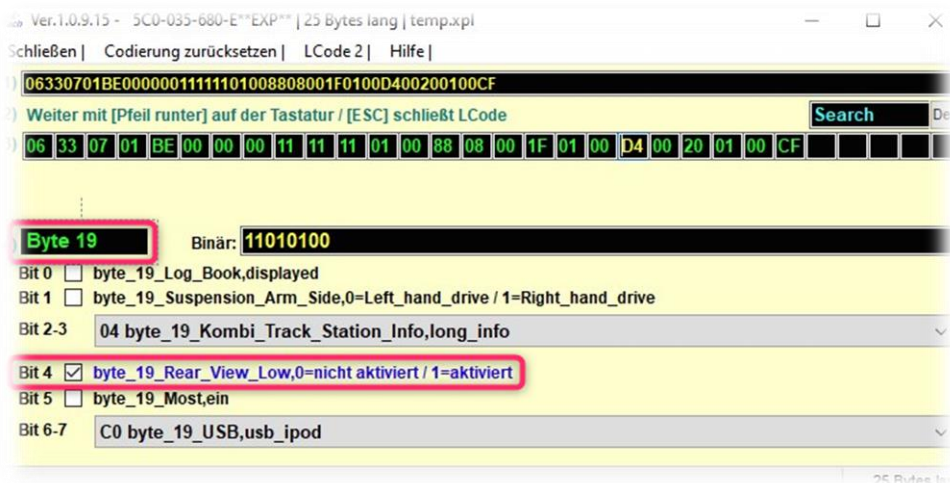 Ver.1.0.9.15 - 5C0-035-680-E**EXP** | 25 Bytes lang | temp.xpl
Schließen | Codierung zurücksetzen | LCode 2 | Hilfe |
06330701BE00000011111101008808001F0100D400200100CF
Weiter mit [Pfeil runter] auf der Tastatur / [ESC] schließt LCode Search
06 33 07 01 BE 00 00 00 11 11 11 01 00 88 08 00 1F 01 00 D4 00 20 01 00 CF
Byte 19 Binär: 11010100
Bit 0 byte_19_Log_Book,displayed
Bit 1 byte_19_Suspension_Arm_Side,0=Left_hand_drive / 1=Right_hand_drive
Bit 2-3 04 byte_19_Kombi_Track_Station_Info,long_info
Bit 4 byte_19_Rear_View_Low,0=nicht aktiviert / 1=aktiviert
Bit 5 byte_19_Most,ein
Bit 6-7 C0 byte_19_USB,usb_ipod
25 Bytes